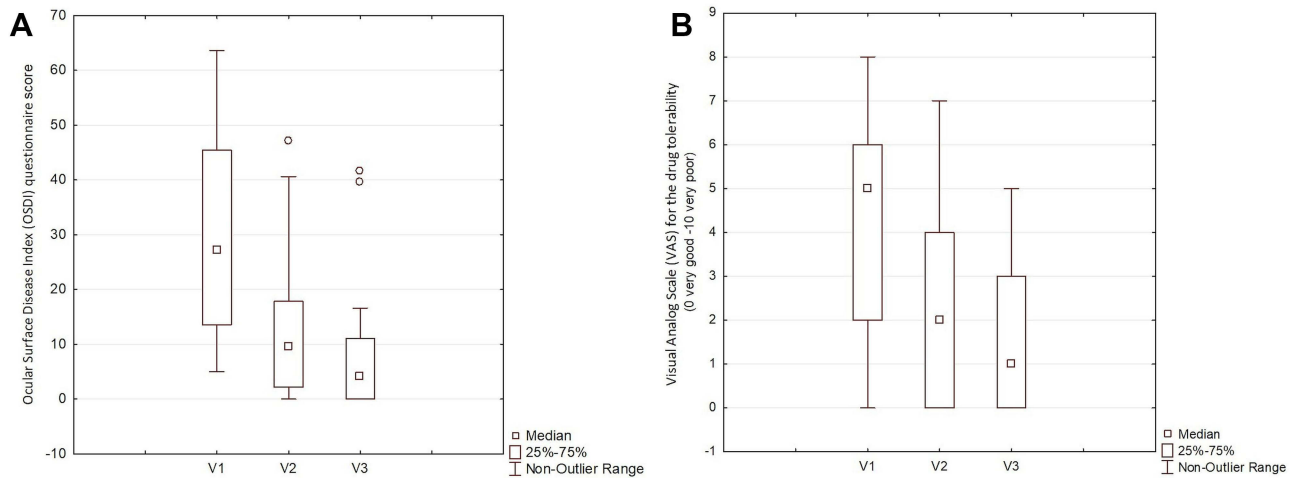 A
Ocular Surface Disease Index (OSDI) questionnaire score
70
60
50
40
30
20
10
0
-10
V1 V2 V3
Median
25%-75%
Non-Outlier Range
B
Visual Analog Scale (VAS) for the drug tolerability
(0 very good -10 very poor)
9
8
7
6
5
4
3
2
1
0
-1
V1 V2 V3
Median
25%-75%
Non-Outlier Range